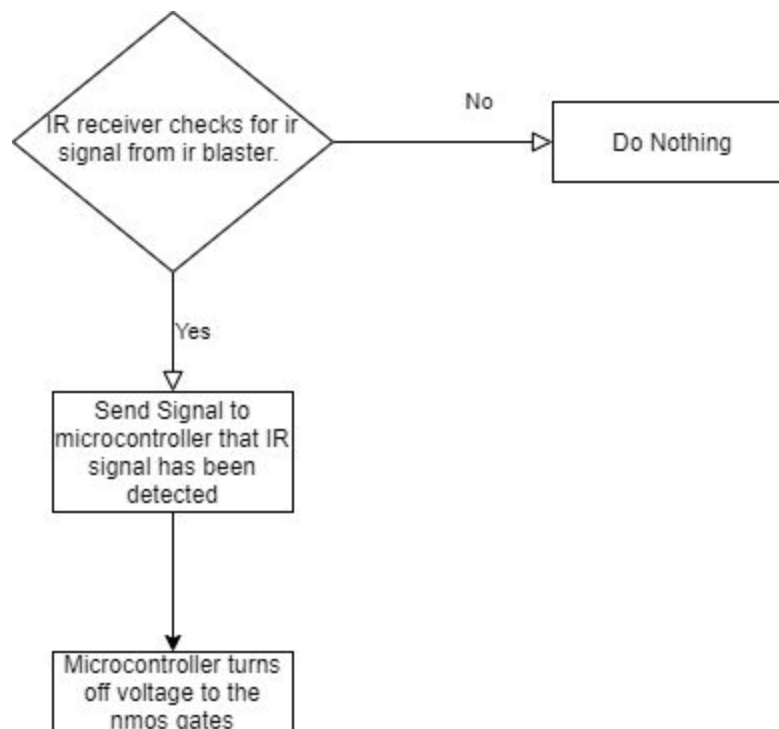 IR receiver checks for ir
signal from ir blaster.
No
Do Nothing
Yes
Send Signal to
microcontroller that IR
signal has been
detected
Microcontroller turns
off voltage to the
nmos gates